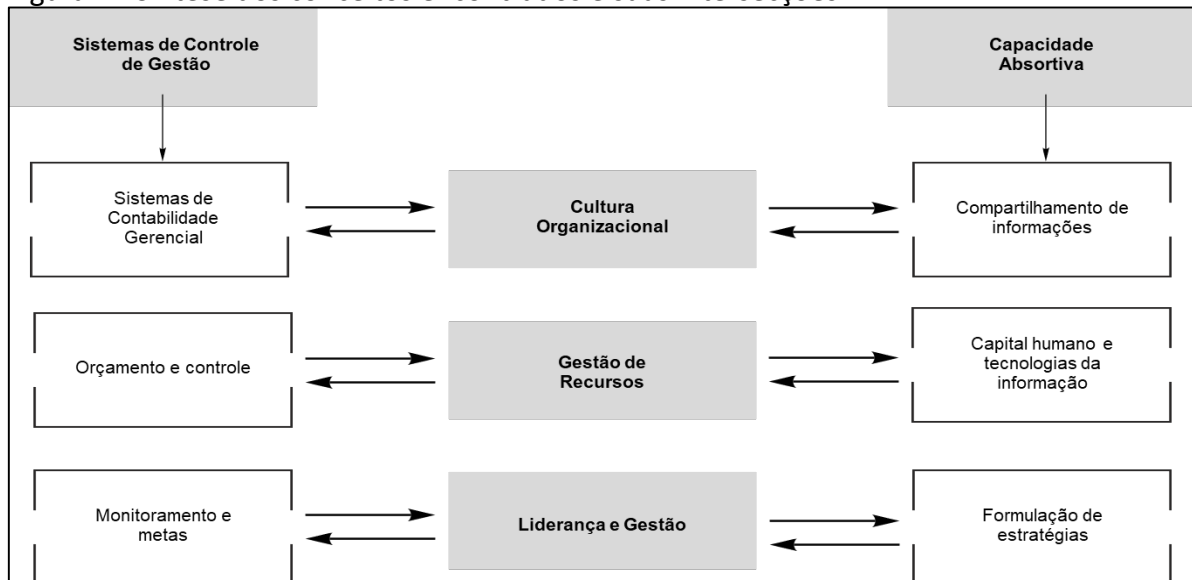 Sistemas de Controle
de Gestão
Capacidade
Absortiva
Sistemas de
Contabilidade
Gerencial
Cultura
Organizacional
Compartilhamento de
informações
Orçamento e controle
Gestão de
Recursos
Capital humano e
tecnologias da
informação
Monitoramento e
metas
Liderança e Gestão
Formulação de
estratégias